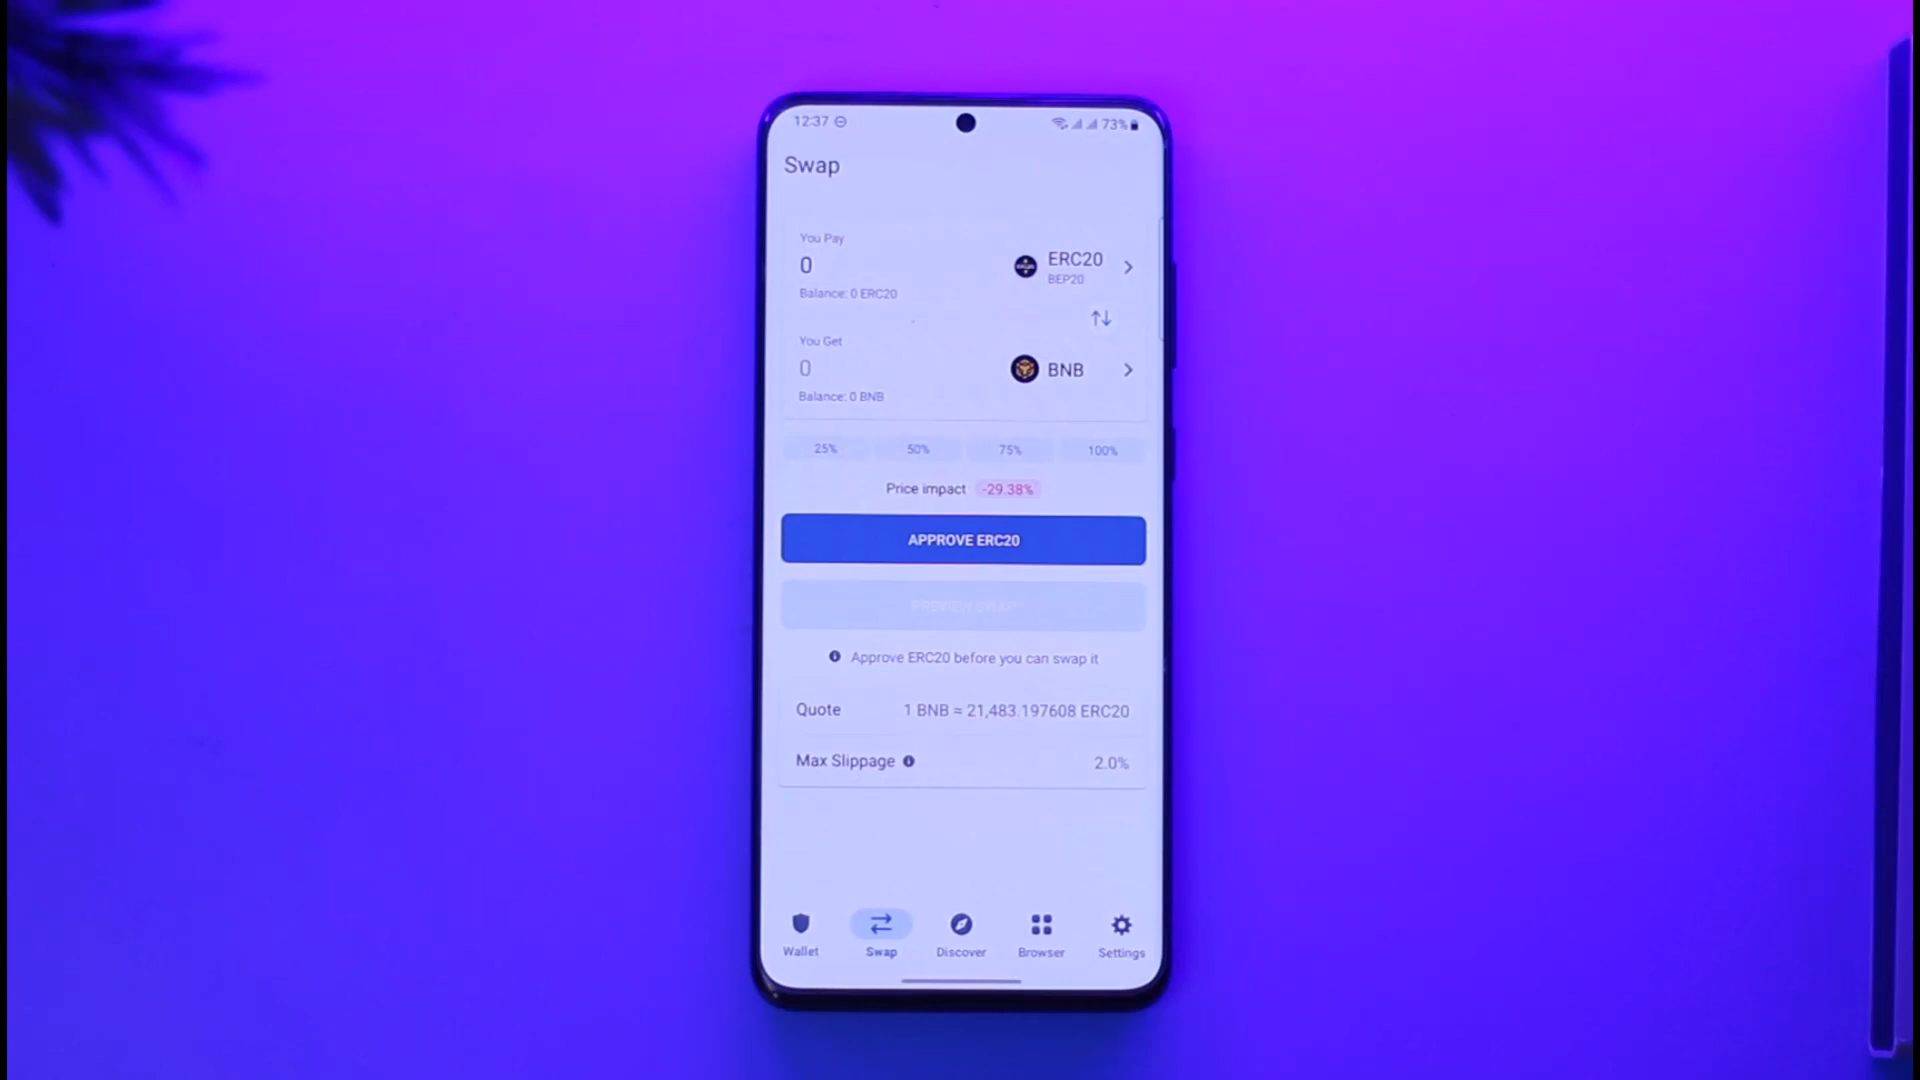 12:37 73%
Swap
You Pay
0
ERC20
BEP20
Balance: 0 ERC20
You Get
0
BNB
Balance: 0 BNB
25% 50% 75% 100%
Price impact -29.38%
APPROVE ERC20
PREVIEW SWAP
Approve ERC20 before you can swap it
Quote 1 BNB ≈ 21,483.197608 ERC20
Max Slippage 2.0%
Wallet Swap Discover Browser Settings